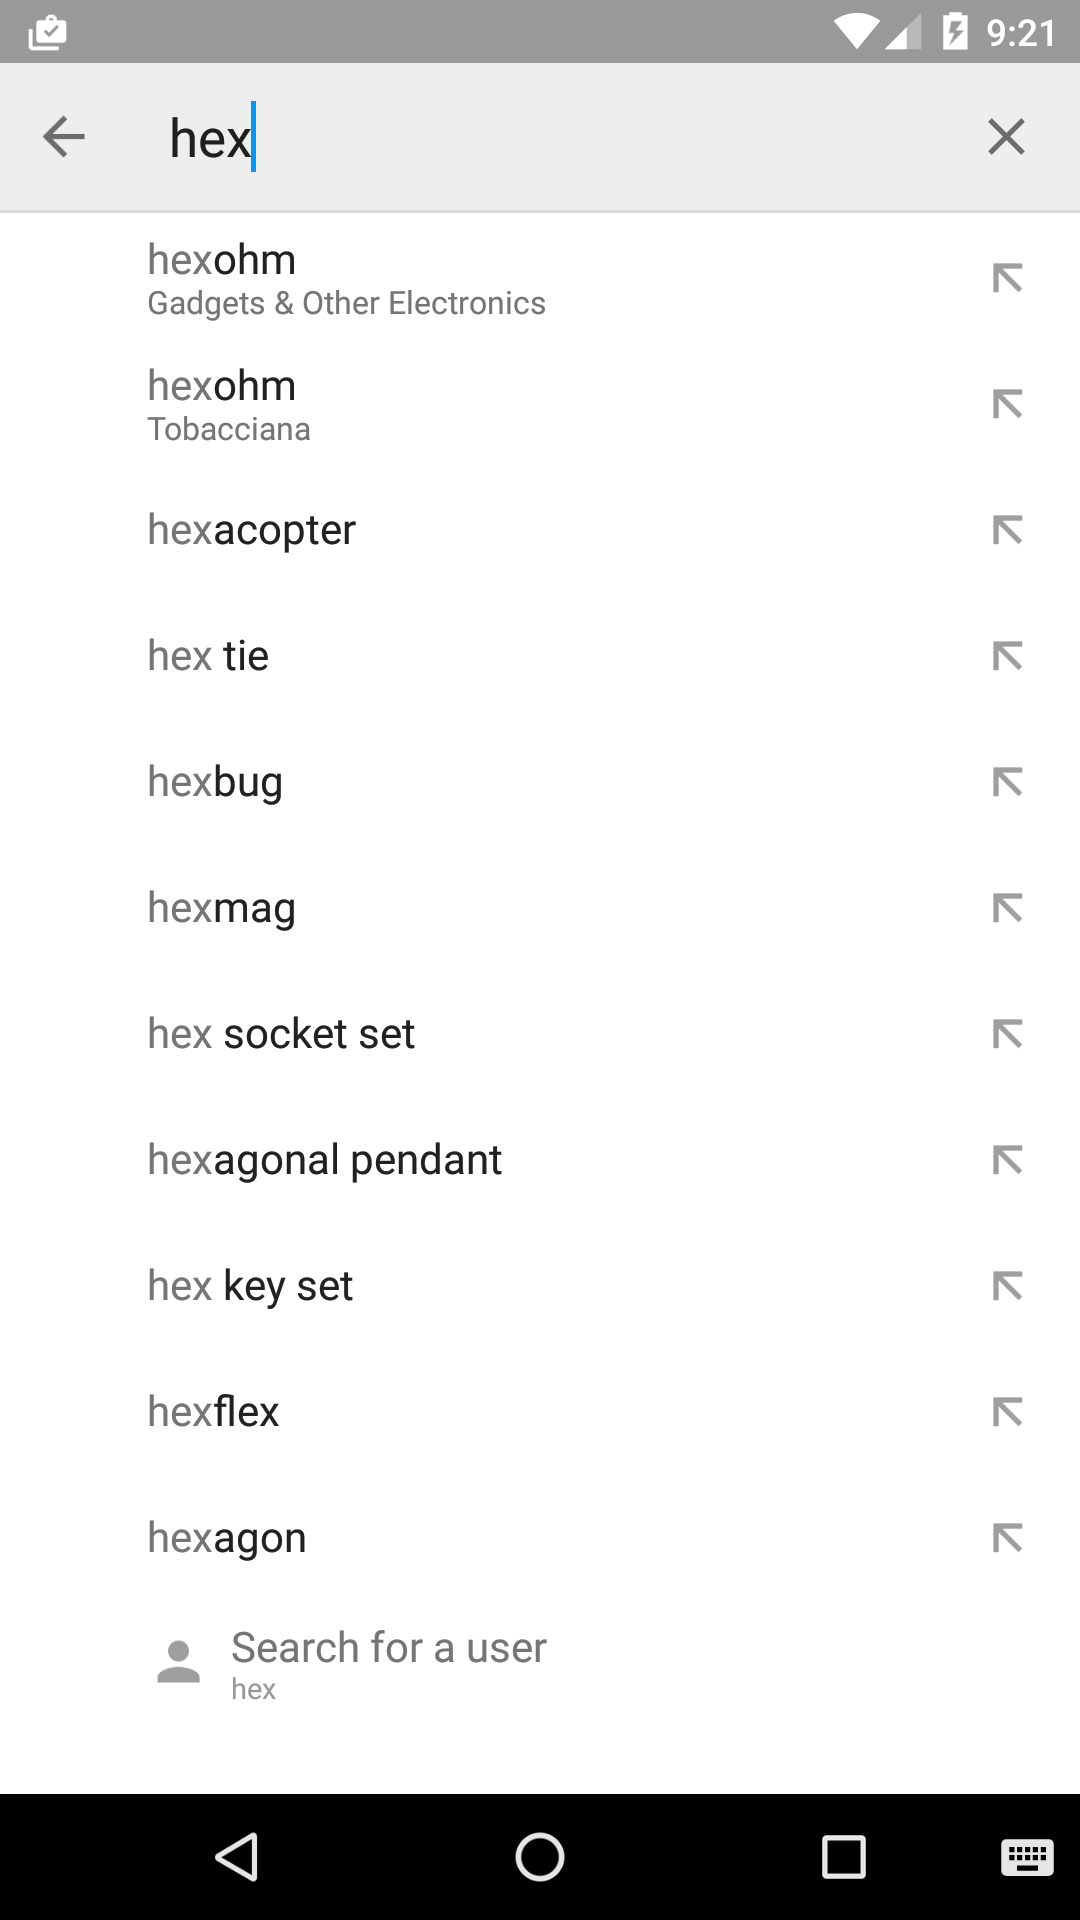 9:21
hex
hexohm
Gadgets & Other Electronics
hexohm
Tobacciana
hexacopter
hex tie
hexbug
hexmag
hex socket set
hexagonal pendant
hex key set
hexflex
hexagon
Search for a user
hex